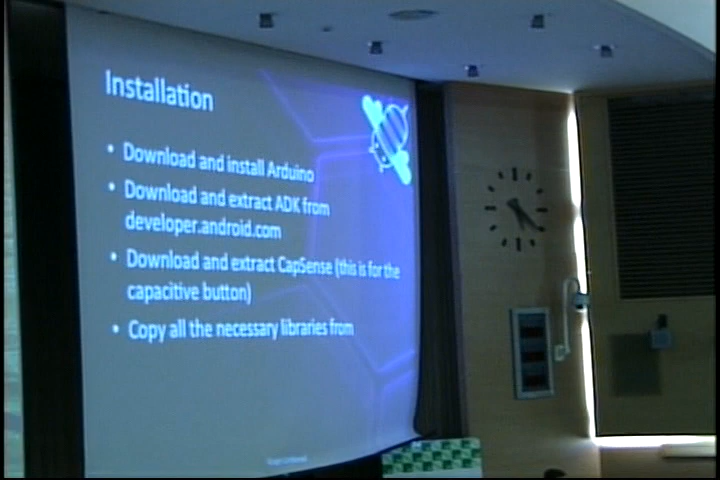 Installation
• Download and install Arduino
• Download and extract ADK from
developer.android.com
• Download and extract CapSense (this is for the
capacitive button)
• Copy all the necessary libraries from